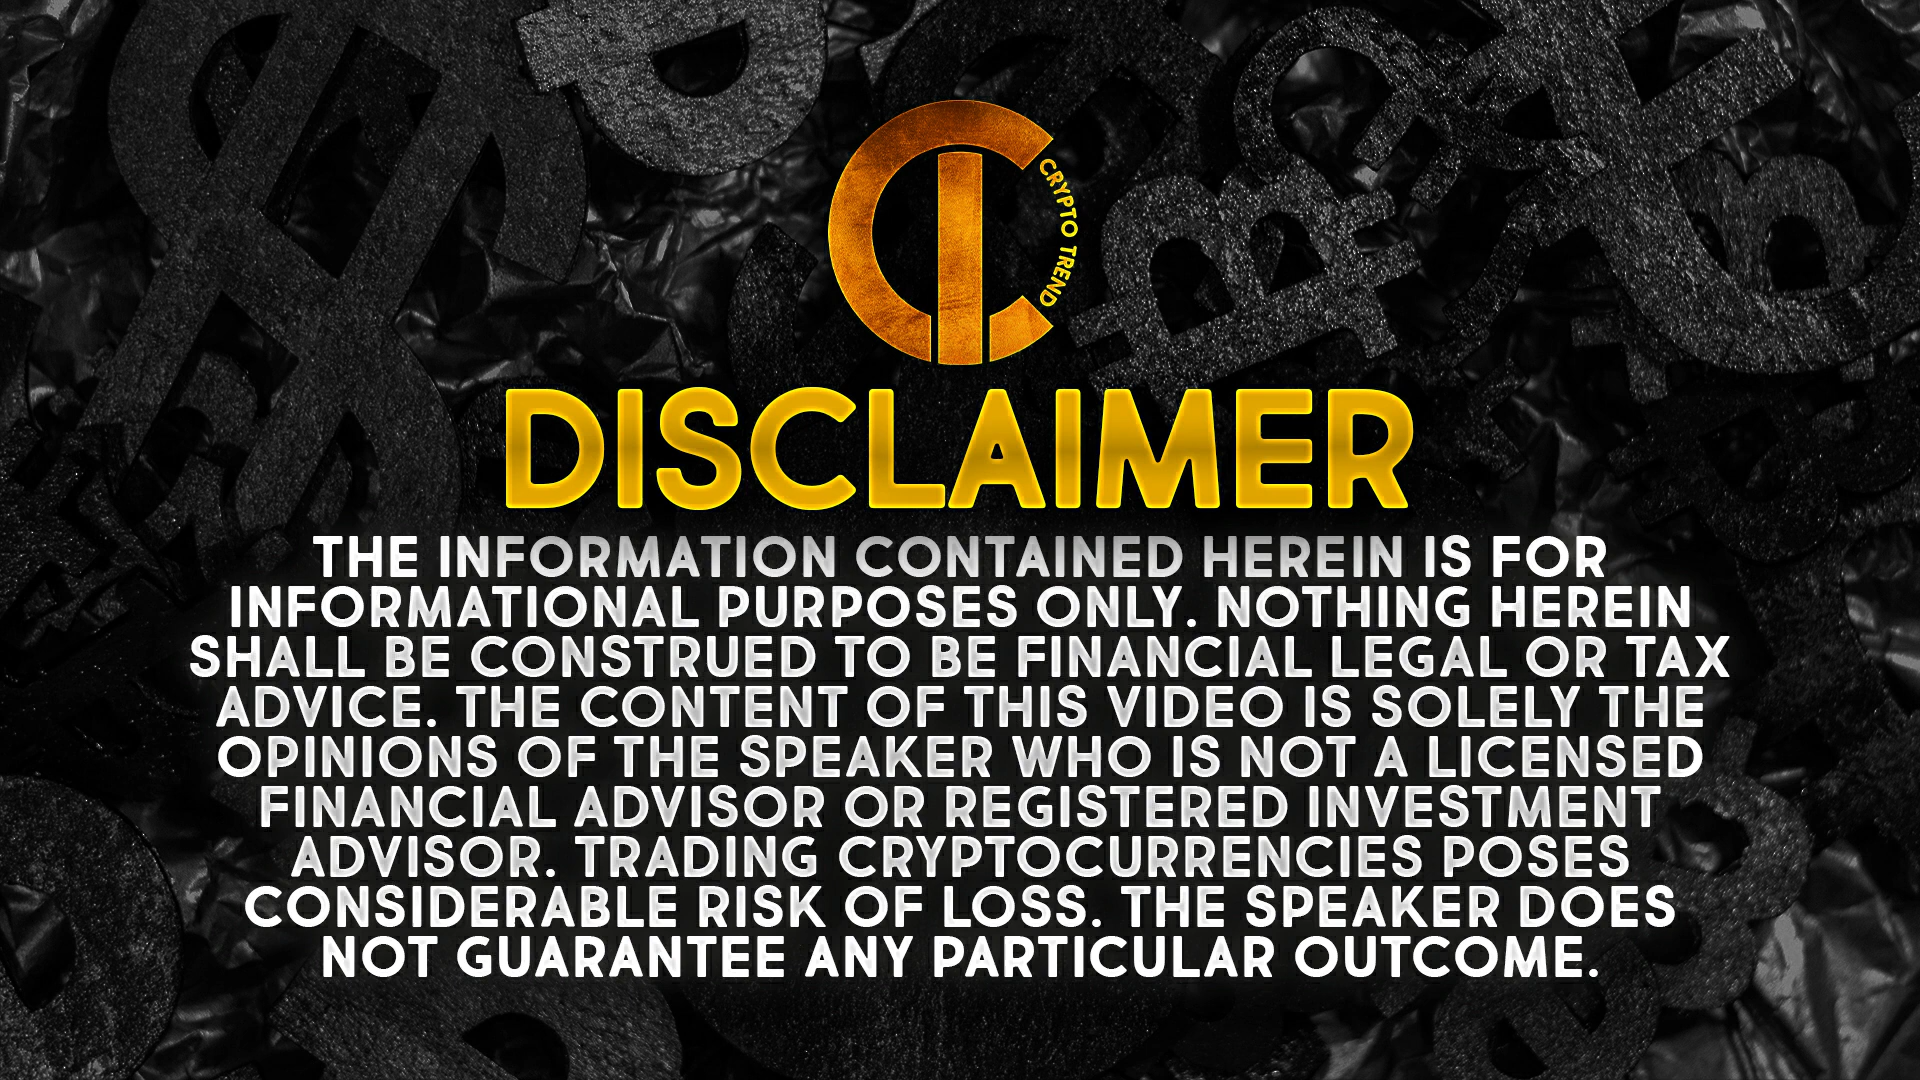 CRYPTO TREND
DISCLAIMER
THE INFORMATION CONTAINED HEREIN IS FOR
INFORMATIONAL PURPOSES ONLY. NOTHING HEREIN
SHALL BE CONSTRUED TO BE FINANCIAL LEGAL OR TAX
ADVICE. THE CONTENT OF THIS VIDEO IS SOLELY THE
OPINIONS OF THE SPEAKER WHO IS NOT A LICENSED
FINANCIAL ADVISOR OR REGISTERED INVESTMENT
ADVISOR. TRADING CRYPTOCURRENCIES POSES
CONSIDERABLE RISK OF LOSS. THE SPEAKER DOES
NOT GUARANTEE ANY PARTICULAR OUTCOME.